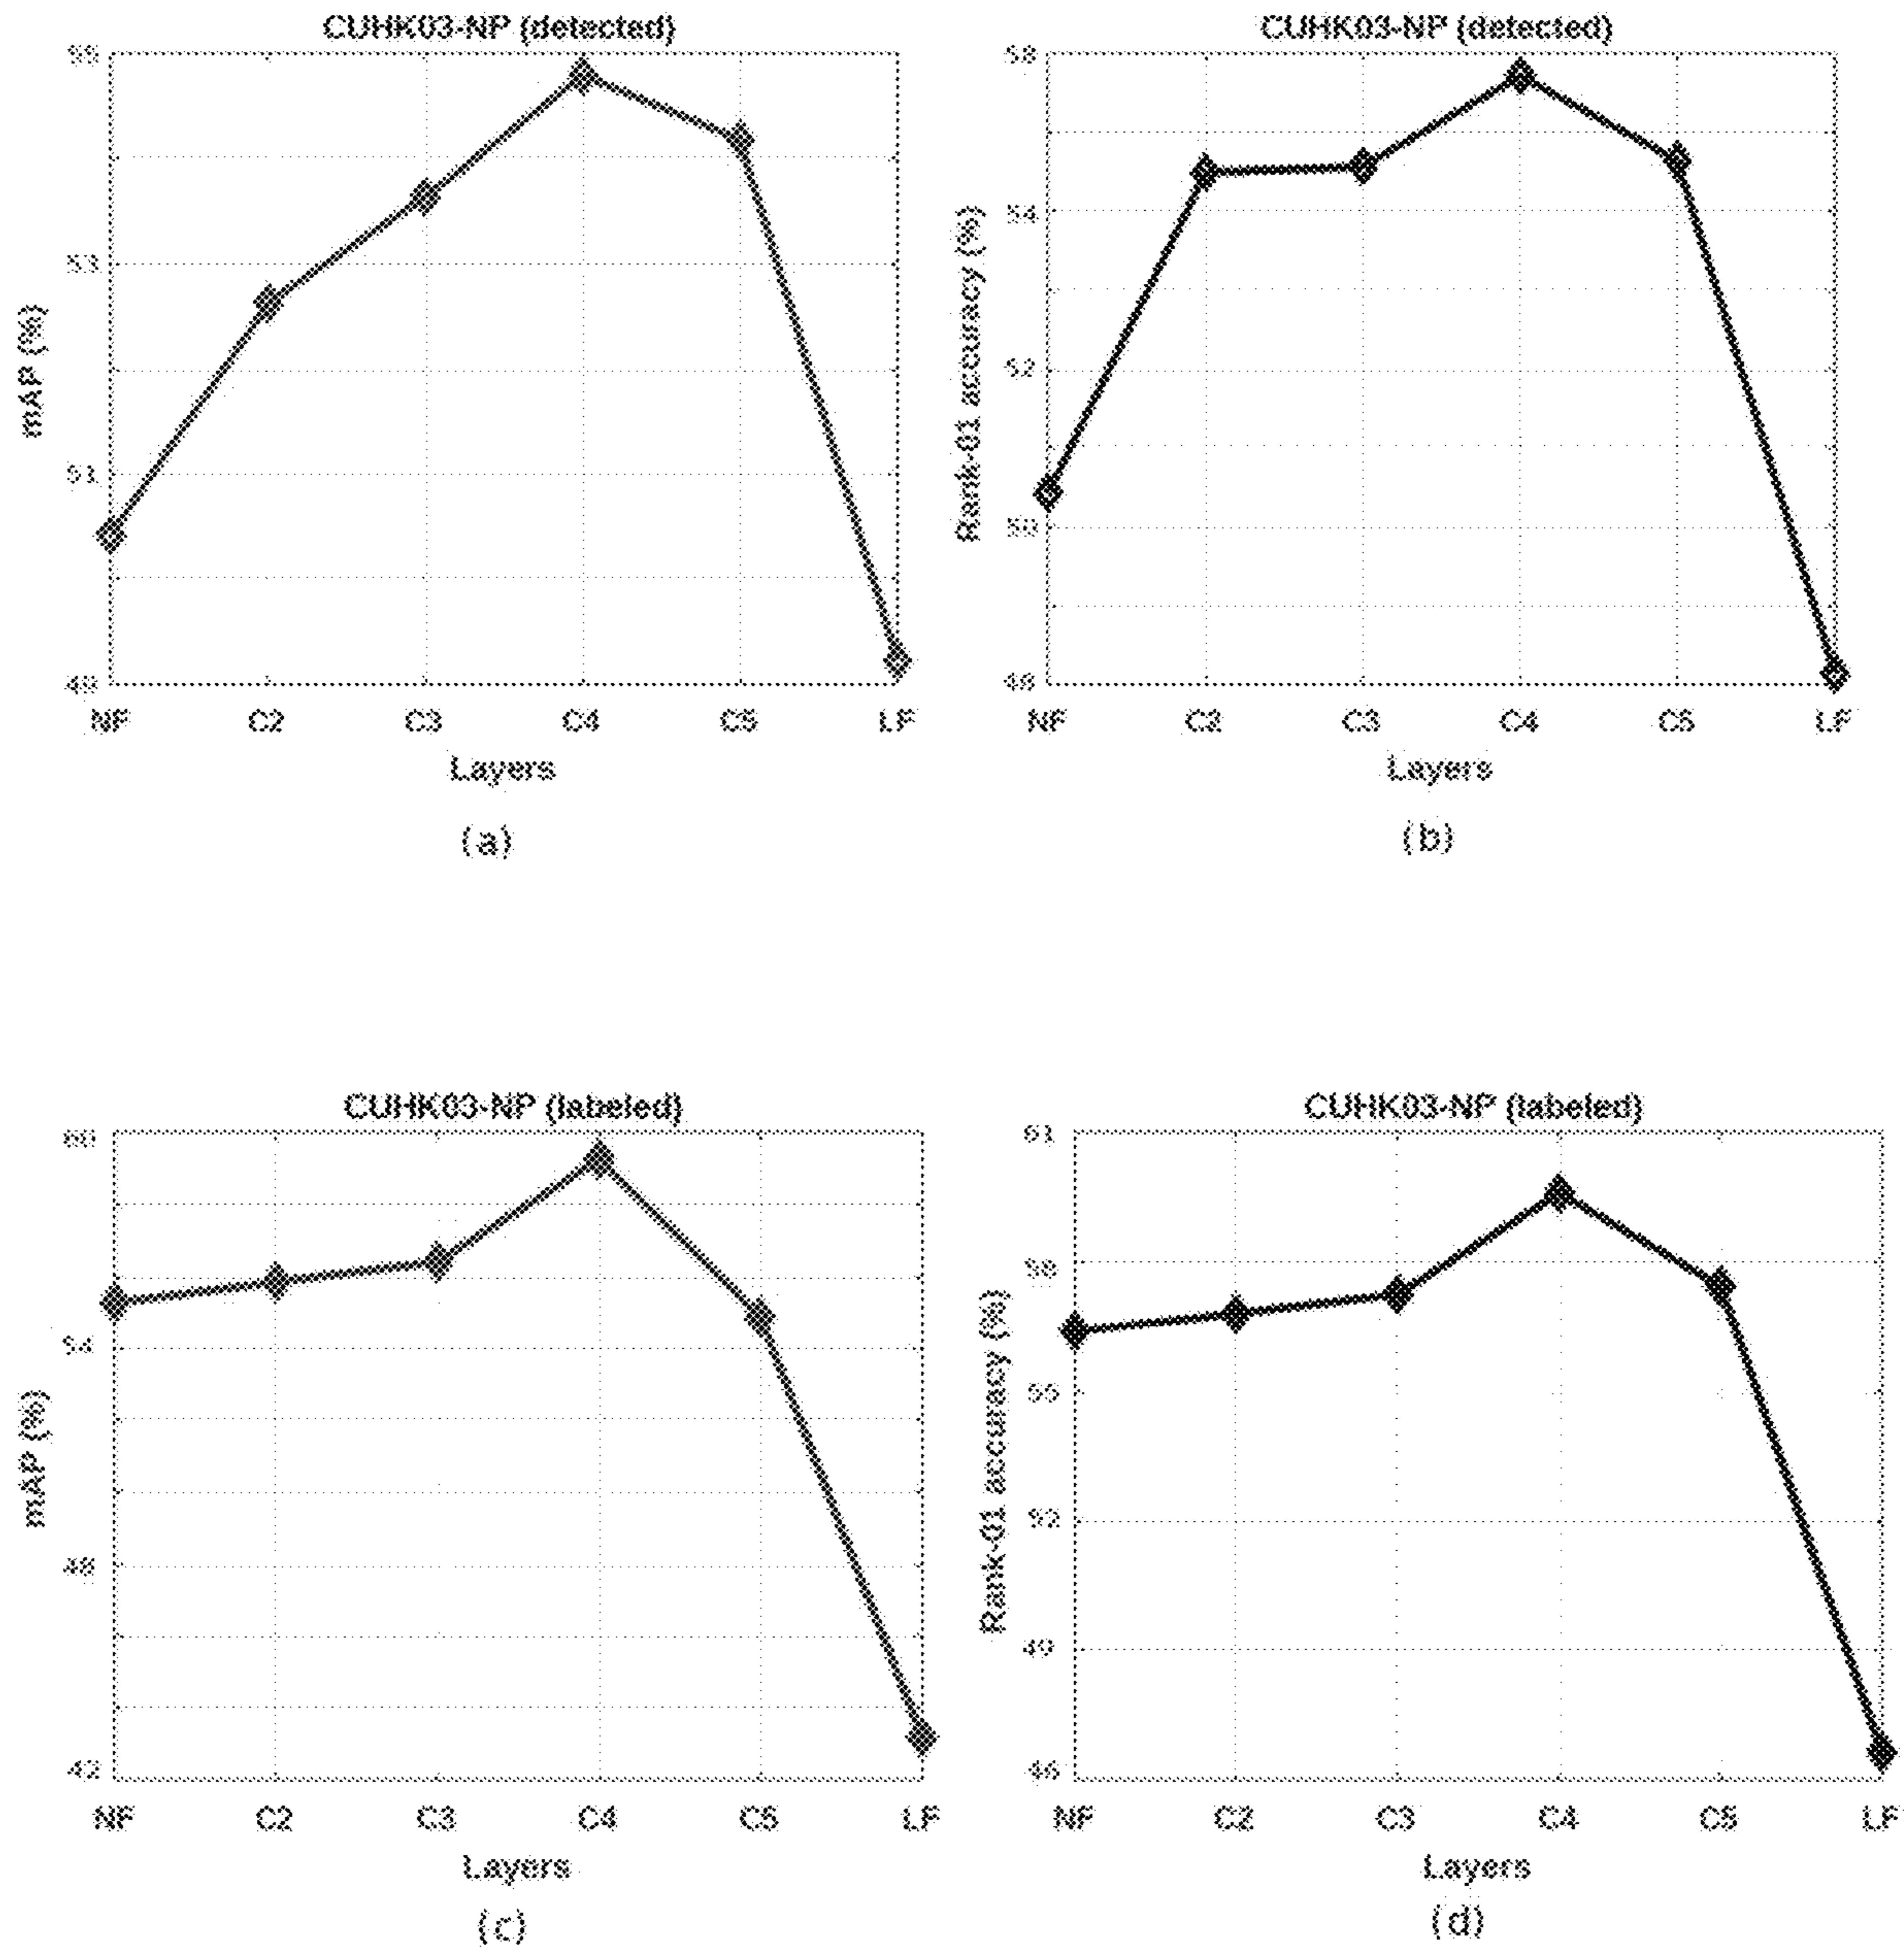 CUHK03-NP (detected)
55
53
51
49
mAP (%)
NF C2 C3 C4 C5 LF
Layers
(a)
CUHK03-NP (detected)
56
54
52
50
48
Rank-01 accuracy (%)
NF C2 C3 C4 C5 LF
Layers
(b)
CUHK03-NP (labeled)
60
54
48
42
mAP (%)
NF C2 C3 C4 C5 LF
Layers
(c)
CUHK03-NP (labeled)
61
58
55
52
49
46
Rank-01 accuracy (%)
NF C2 C3 C4 C5 LF
Layers
(d)